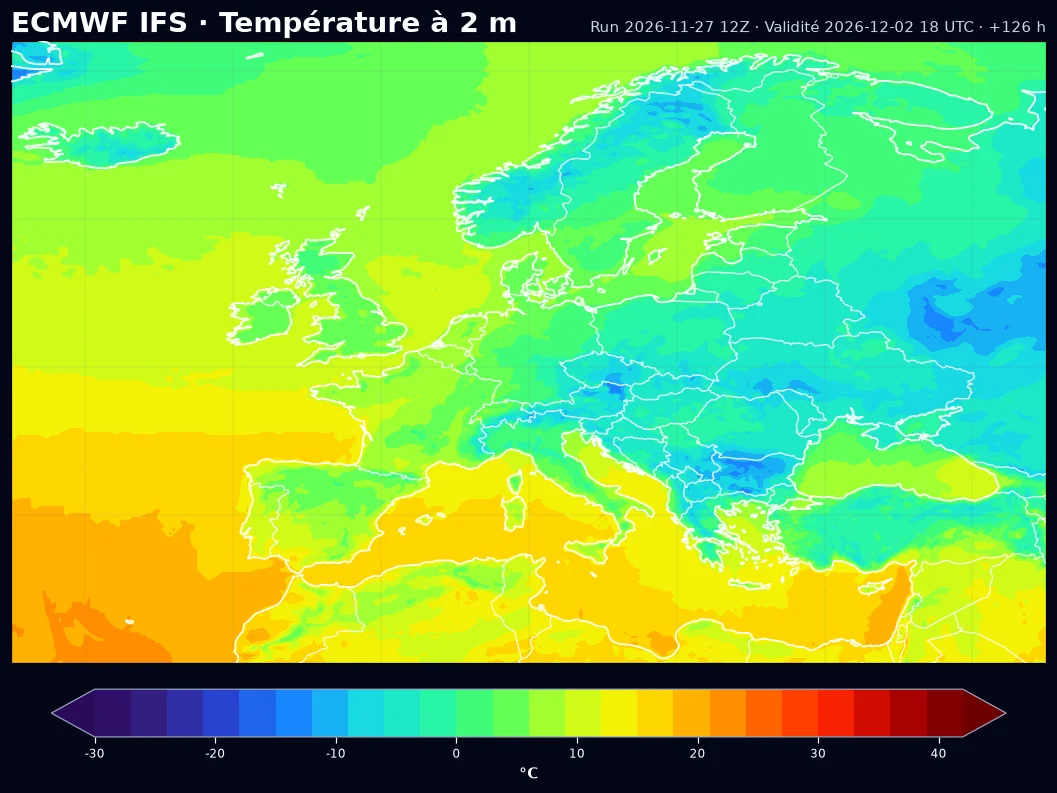 ECMWF IFS · Température à 2 m
Run 2026-11-27 12Z · Validité 2026-12-02 18 UTC · +126 h
-30 -20 -10 0 10 20 30 40
°C